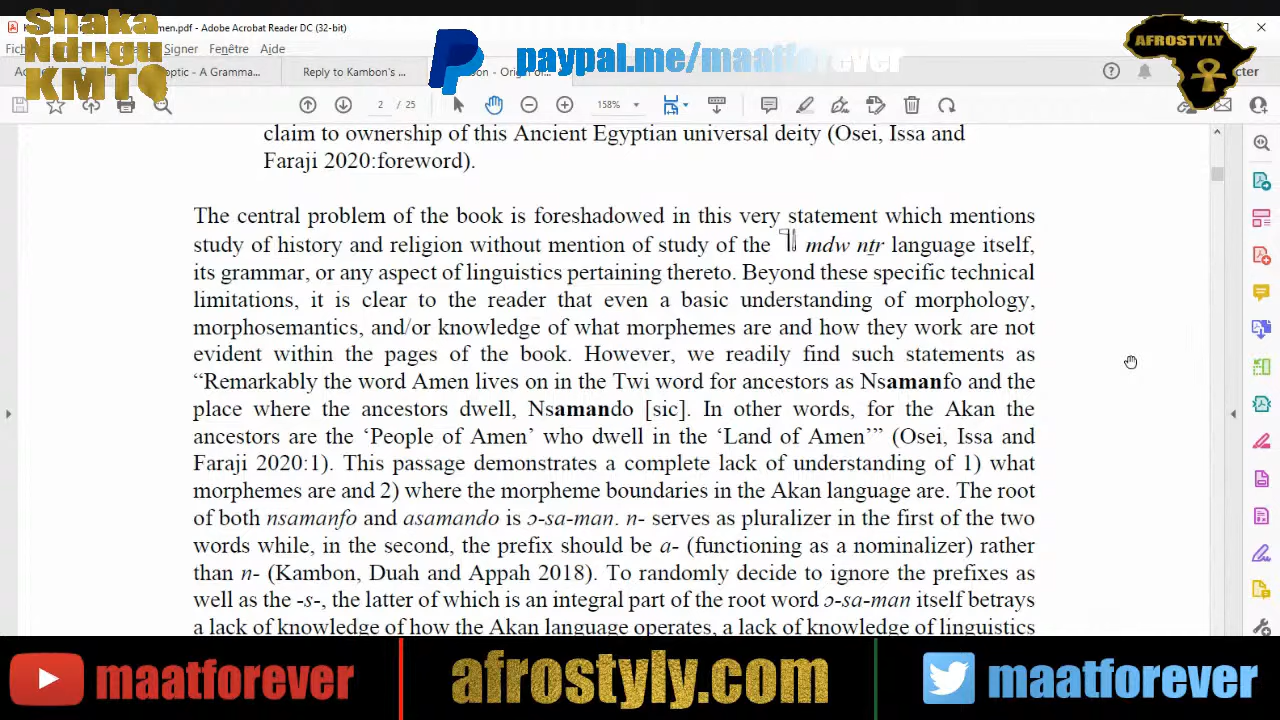 Shaka
Ndugu
KMT
men.pdf - Adobe Acrobat Reader DC (32-bit)
paypal.me/maatforever
AFROSTYLY
Signer Fenêtre Aide
optic - A Gramma...
Reply to Kambon's ...
2 / 25
158%
claim to ownership of this Ancient Egyptian universal deity (Osei, Issa and
Faraji 2020:foreword).
The central problem of the book is foreshadowed in this very statement which mentions
study of history and religion without mention of study of the 𓊹𓌃 mdw nṯr language itself,
its grammar, or any aspect of linguistics pertaining thereto. Beyond these specific technical
limitations, it is clear to the reader that even a basic understanding of morphology,
morphosemantics, and/or knowledge of what morphemes are and how they work are not
evident within the pages of the book. However, we readily find such statements as
“Remarkably the word Amen lives on in the Twi word for ancestors as Nsamanfo and the
place where the ancestors dwell, Nsamando [sic]. In other words, for the Akan the
ancestors are the ‘People of Amen’ who dwell in the ‘Land of Amen’” (Osei, Issa and
Faraji 2020:1). This passage demonstrates a complete lack of understanding of 1) what
morphemes are and 2) where the morpheme boundaries in the Akan language are. The root
of both nsamanfo and asamando is ɔ-sa-man. n- serves as pluralizer in the first of the two
words while, in the second, the prefix should be a- (functioning as a nominalizer) rather
than n- (Kambon, Duah and Appah 2018). To randomly decide to ignore the prefixes as
well as the -s-, the latter of which is an integral part of the root word ɔ-sa-man itself betrays
a lack of knowledge of how the Akan language operates, a lack of knowledge of linguistics
maatforever
afrostyly.com
maatforever